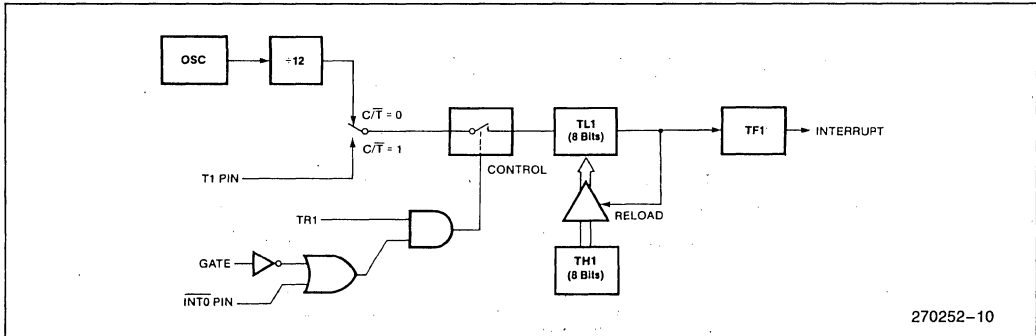 OSC
÷12
C/T̅ = 0
C/T̅ = 1
T1 PIN
TL1
(8 Bits)
TF1
INTERRUPT
CONTROL
TR1
RELOAD
GATE
I̅N̅T̅0̅ PIN
TH1
(8 Bits)
270252–10